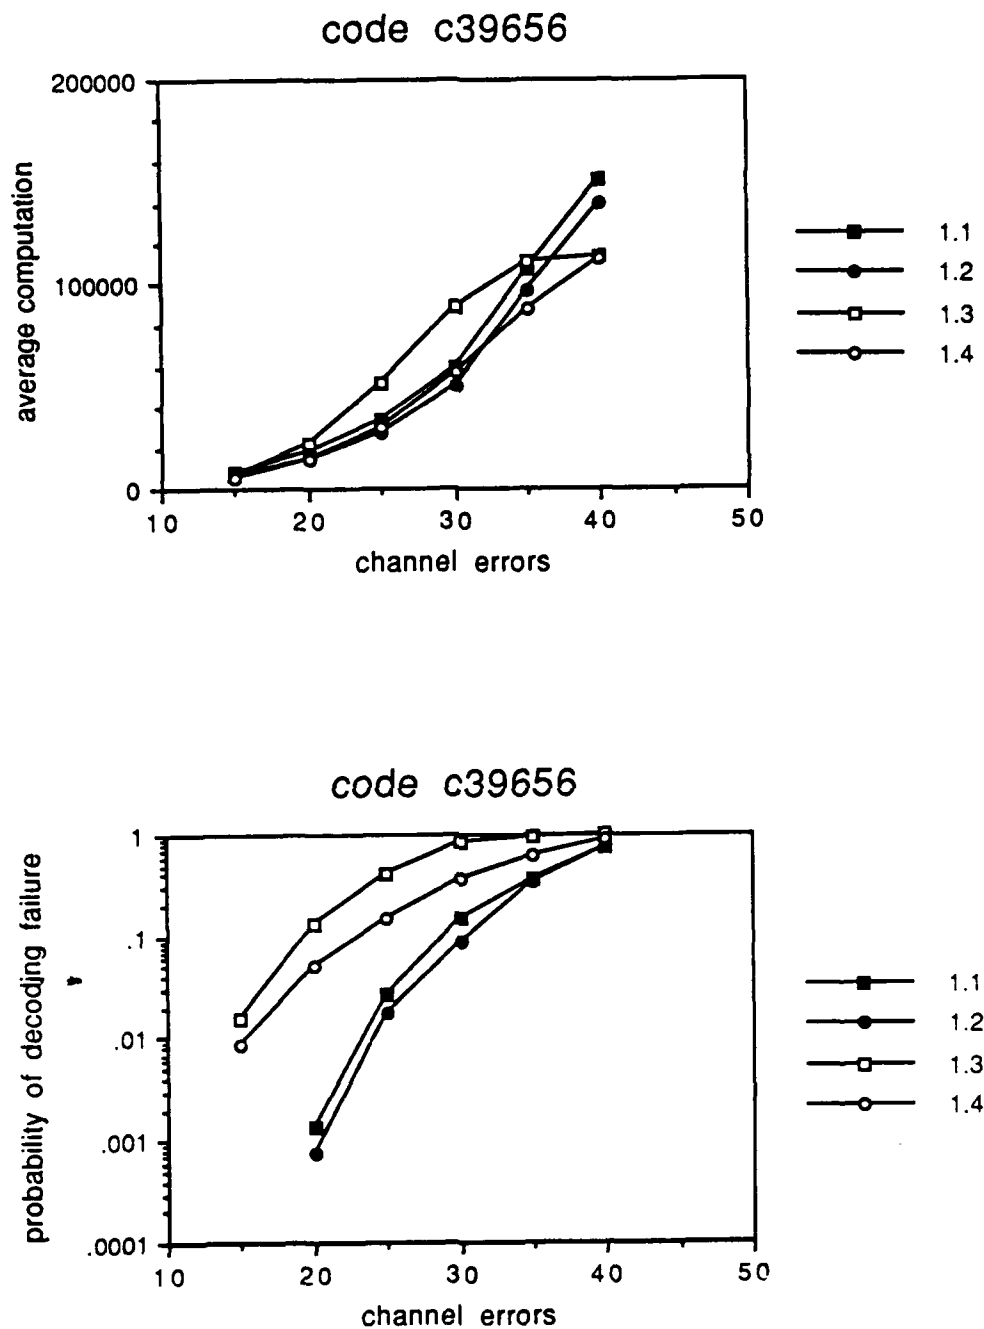 code c39656
200000
100000
0
average computation
10 20 30 40 50
channel errors
1.1
1.2
1.3
1.4
code c39656
1
.1
.01
.001
.0001
probability of decoding failure
10 20 30 40 50
channel errors
1.1
1.2
1.3
1.4